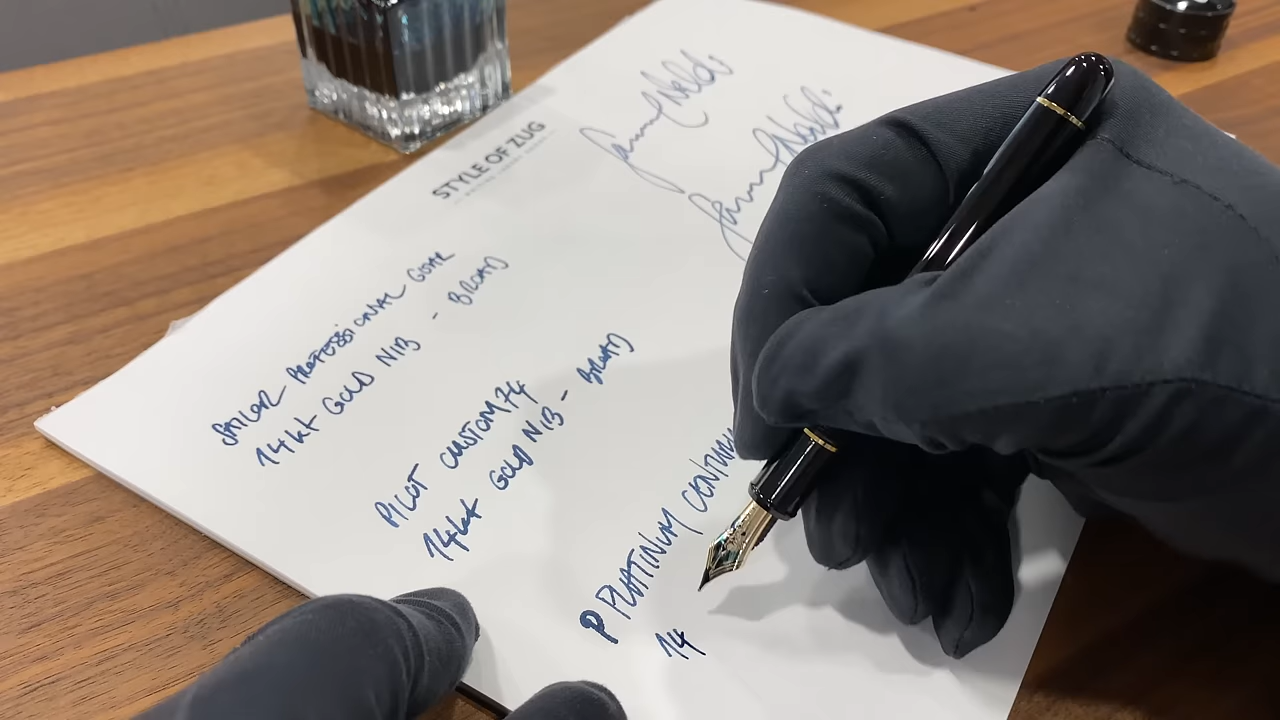 STYLE OF ZUG
SAILOR PROFESSIONAL GEAR
14kt GOLD NIB - BROAD
PILOT CUSTOM 74
14kt GOLD NIB - BROAD
P PLATINUM
14